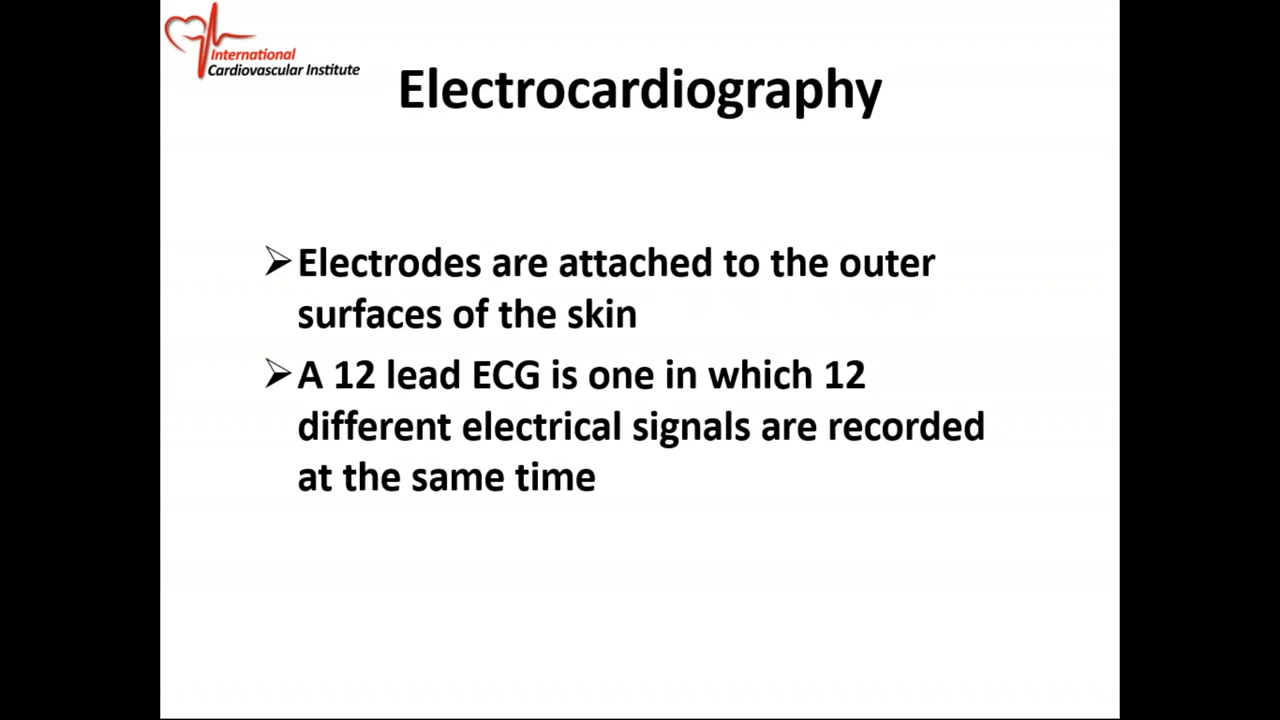 International
Cardiovascular Institute
Electrocardiography
➢Electrodes are attached to the outer
surfaces of the skin
➢A 12 lead ECG is one in which 12
different electrical signals are recorded
at the same time